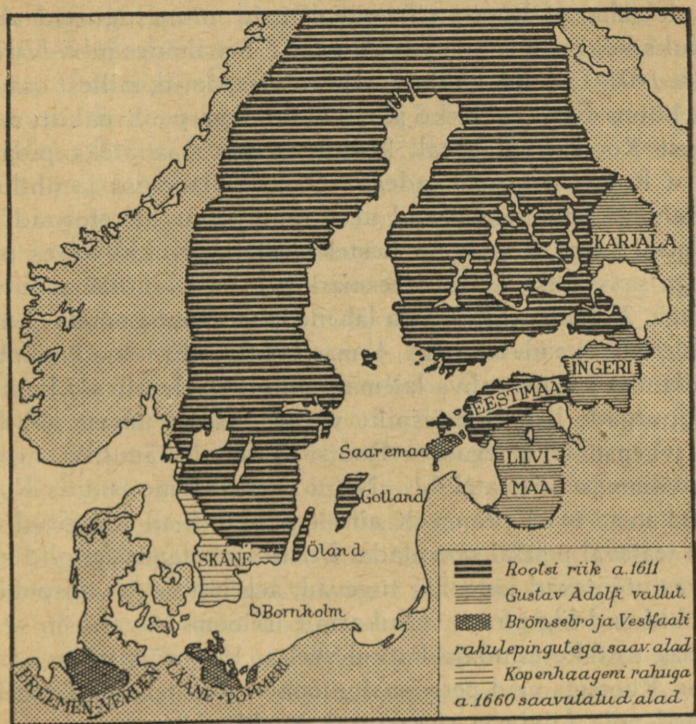 KARJALA
INGERI
EESTIMAA
Saaremaa
LIIVI-
MAA
Gotland
Öland
SKÅNE
Bornholm
BREEMEN-VERDEN
LÄÄNE-POMMERI
Rootsi riik a.1611
Gustav Adolfi vallut.
Brömsebro ja Vestfaali
rahulepingutega saav. alad
Kopenhaageni rahuga
a.1660 saavutatud alad.